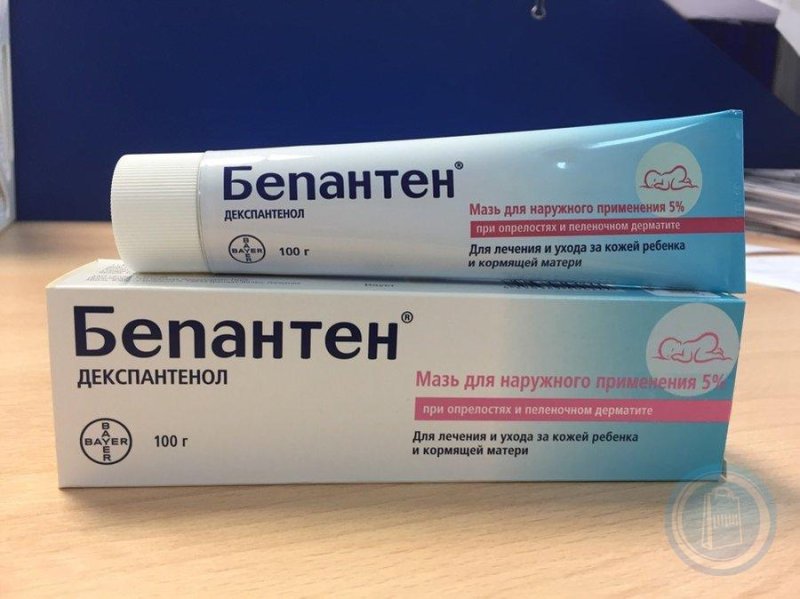 Бепантен®
ДЕКСПАНТЕНОЛ
BAYER
BAYER
100 г
Мазь для наружного применения 5%
при опрелостях и пеленочном дерматите
Для лечения и ухода за кожей ребенка
и кормящей матери
Бепантен®
ДЕКСПАНТЕНОЛ
BAYER
BAYER
100 г
Мазь для наружного применения 5%
при опрелостях и пеленочном дерматите
Для лечения и ухода за кожей ребенка
и кормящей матери